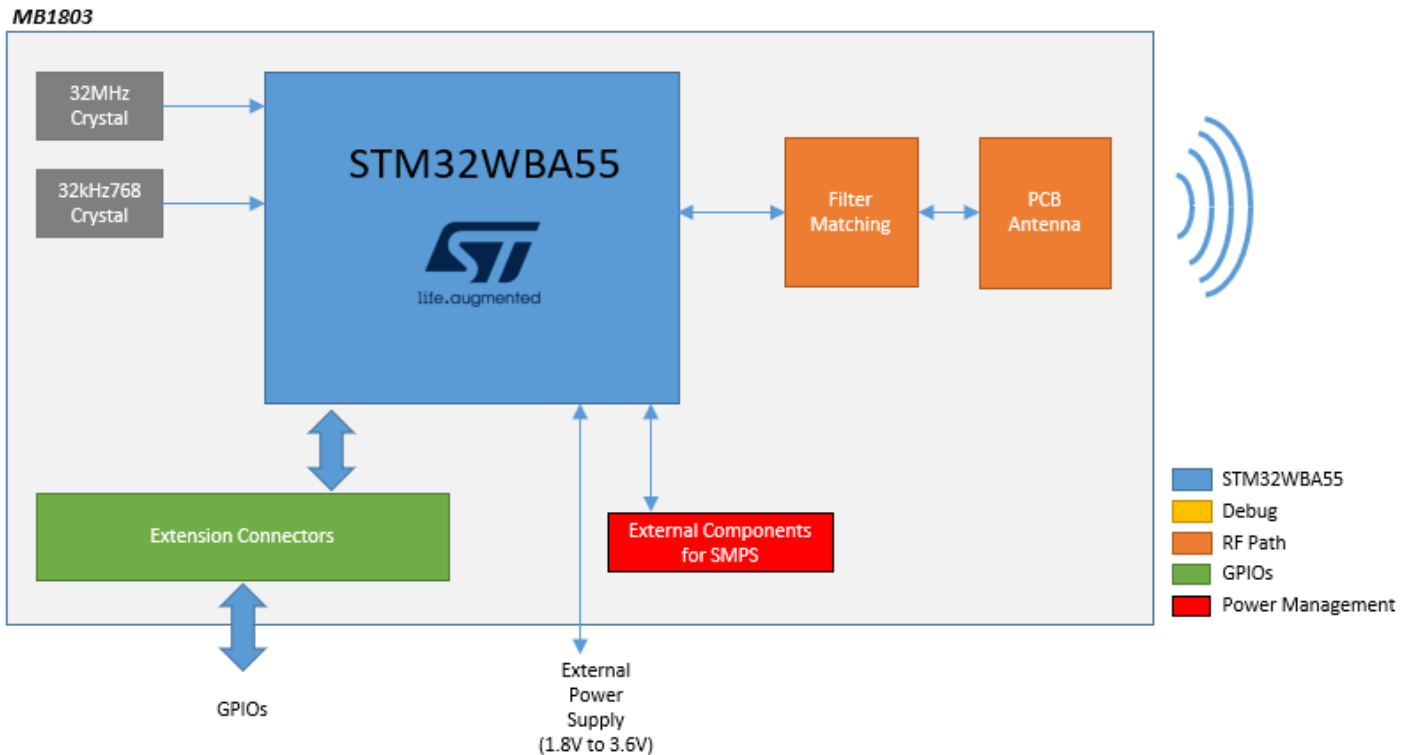 MB1803
32MHz
Crystal
32kHz768
Crystal
STM32WBA55
ST
life.augmented
Filter
Matching
PCB
Antenna
Extension Connectors
External Components
for SMPS
GPIOs
External
Power
Supply
(1.8V to 3.6V)
STM32WBA55
Debug
RF Path
GPIOs
Power Management